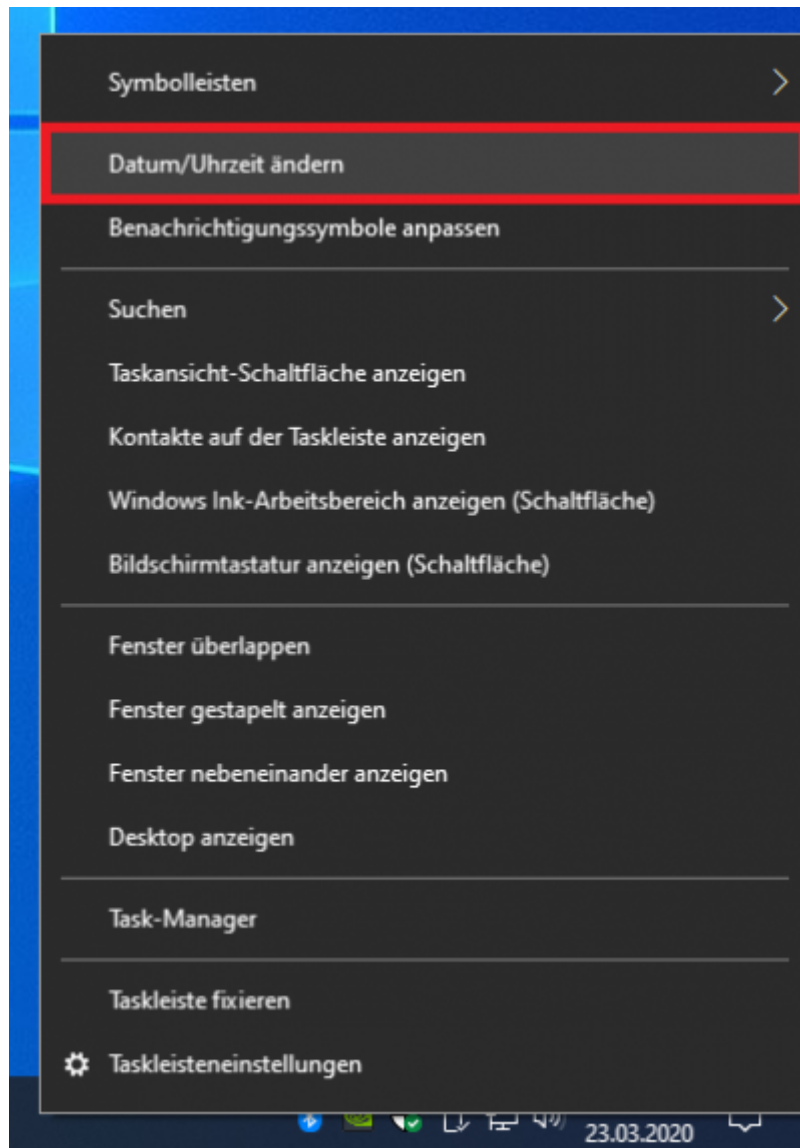 Symbolleisten
Datum/Uhrzeit ändern
Benachrichtigungssymbole anpassen
Suchen
Taskansicht-Schaltfläche anzeigen
Kontakte auf der Taskleiste anzeigen
Windows Ink-Arbeitsbereich anzeigen (Schaltfläche)
Bildschirmtastatur anzeigen (Schaltfläche)
Fenster überlappen
Fenster gestapelt anzeigen
Fenster nebeneinander anzeigen
Desktop anzeigen
Task-Manager
Taskleiste fixieren
Taskleisteneinstellungen
23.03.2020